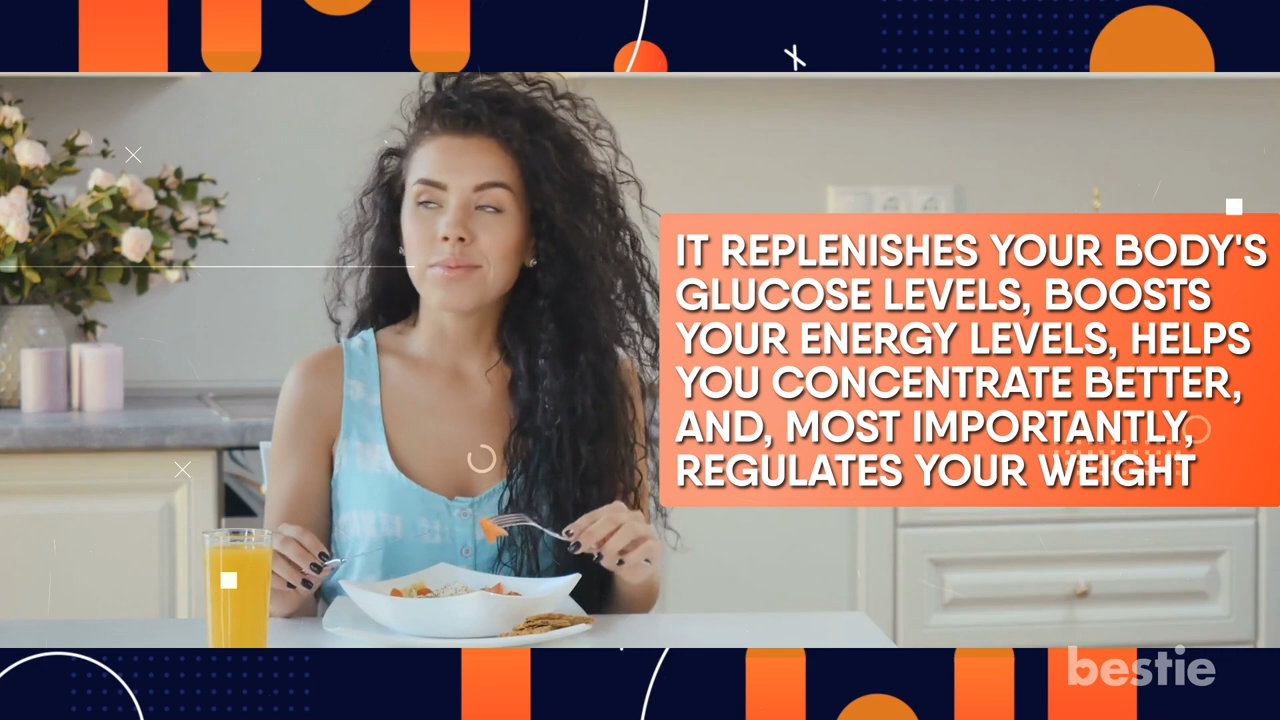 IT REPLENISHES YOUR BODY'S
GLUCOSE LEVELS, BOOSTS
YOUR ENERGY LEVELS, HELPS
YOU CONCENTRATE BETTER,
AND, MOST IMPORTANTLY,
REGULATES YOUR WEIGHT
bestie